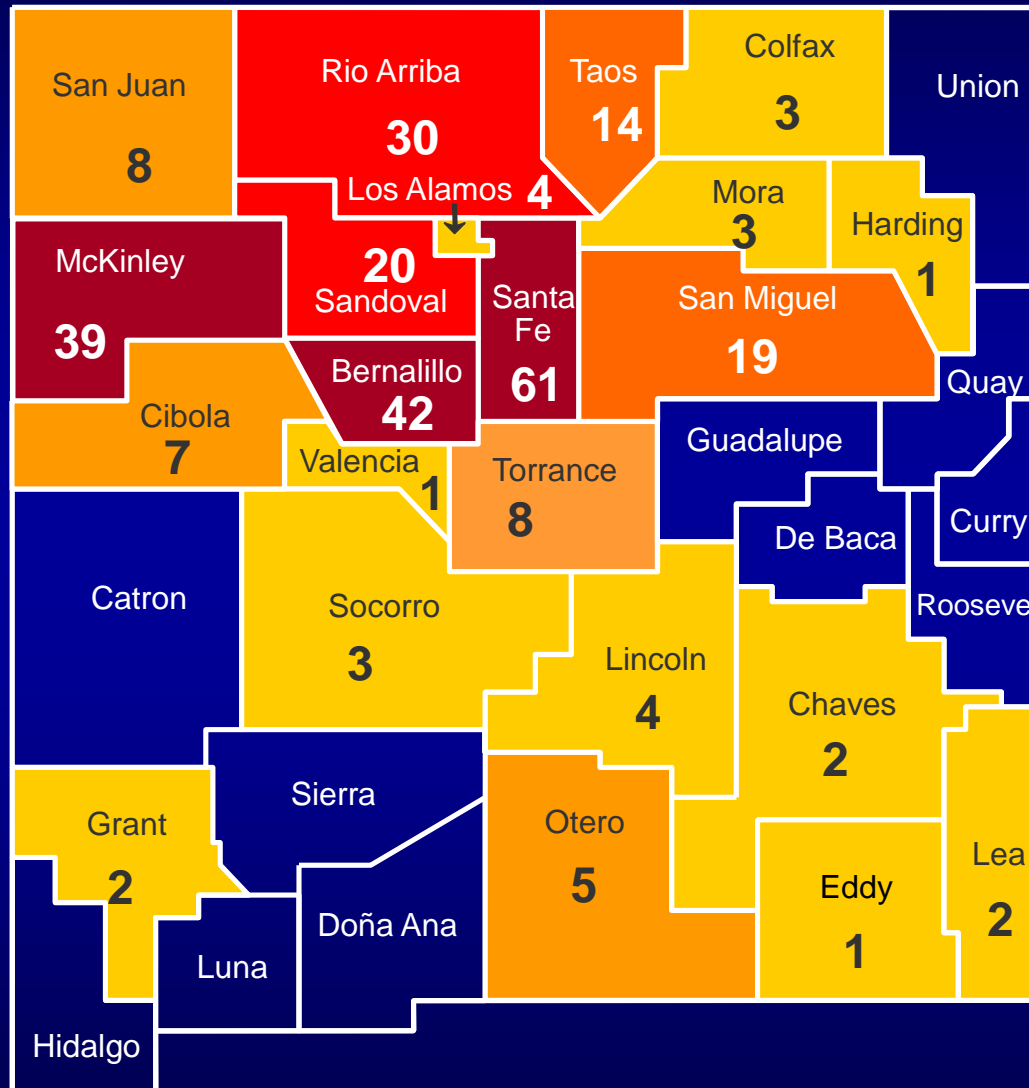 San Juan
8
Rio Arriba
30
Taos
14
Colfax
3
Union
Los Alamos 4
↓
Mora
3
Harding
1
McKinley
39
20
Sandoval
Santa
Fe
61
San Miguel
19
Bernalillo
42
Quay
Cibola
7
Valencia
1
Torrance
8
Guadalupe
De Baca
Curry
Catron
Socorro
3
Lincoln
4
Chaves
2
Rooseve
Sierra
Grant
2
Otero
5
Eddy
1
Lea
2
Doña Ana
Luna
Hidalgo